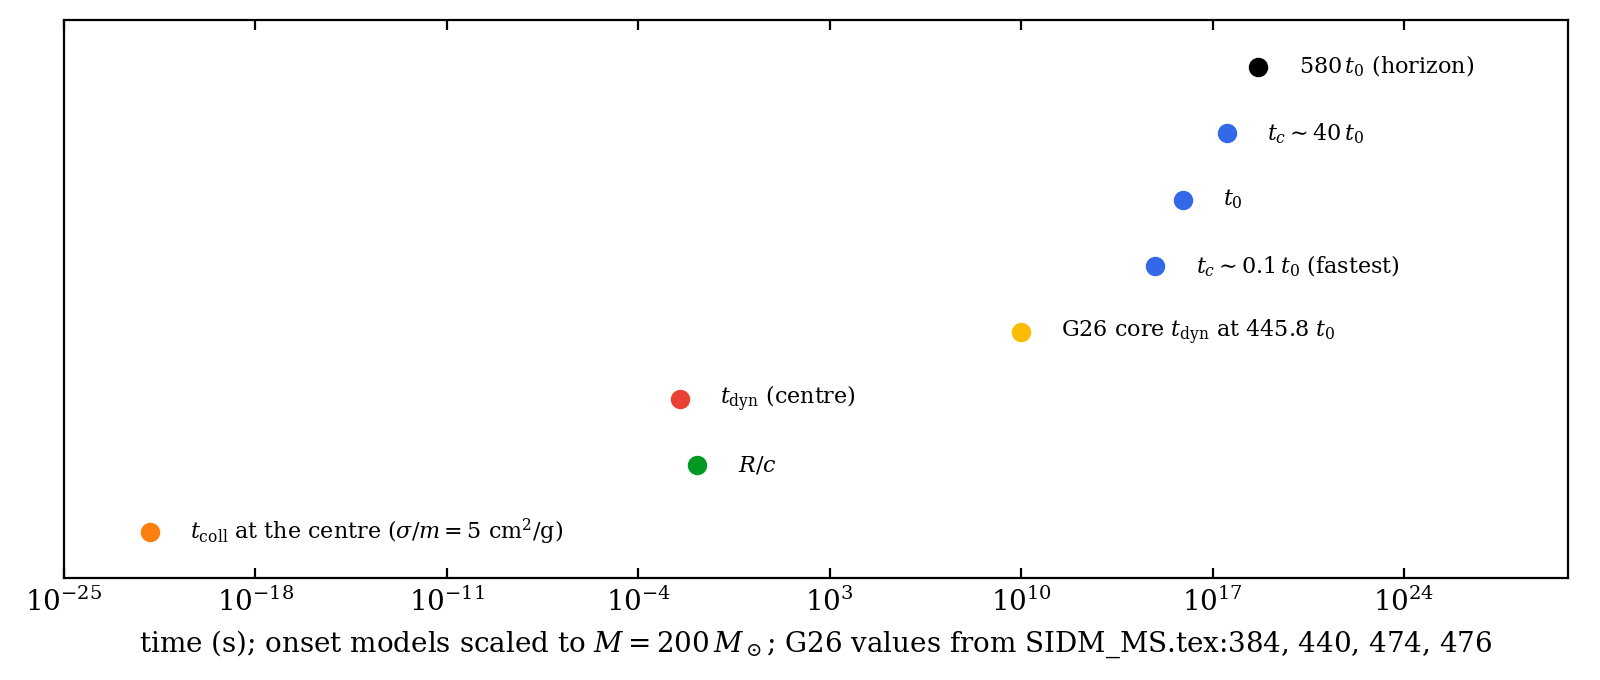 580 t₀ (horizon)
t_c ∼ 40 t₀
t₀
t_c ∼ 0.1 t₀ (fastest)
G26 core t_dyn at 445.8 t₀
t_dyn (centre)
R/c
t_coll at the centre (σ/m = 5 cm²/g)
10⁻²⁵ 10⁻¹⁸ 10⁻¹¹ 10⁻⁴ 10³ 10¹⁰ 10¹⁷ 10²⁴
time (s); onset models scaled to M = 200 M_⊙; G26 values from SIDM_MS.tex:384, 440, 474, 476